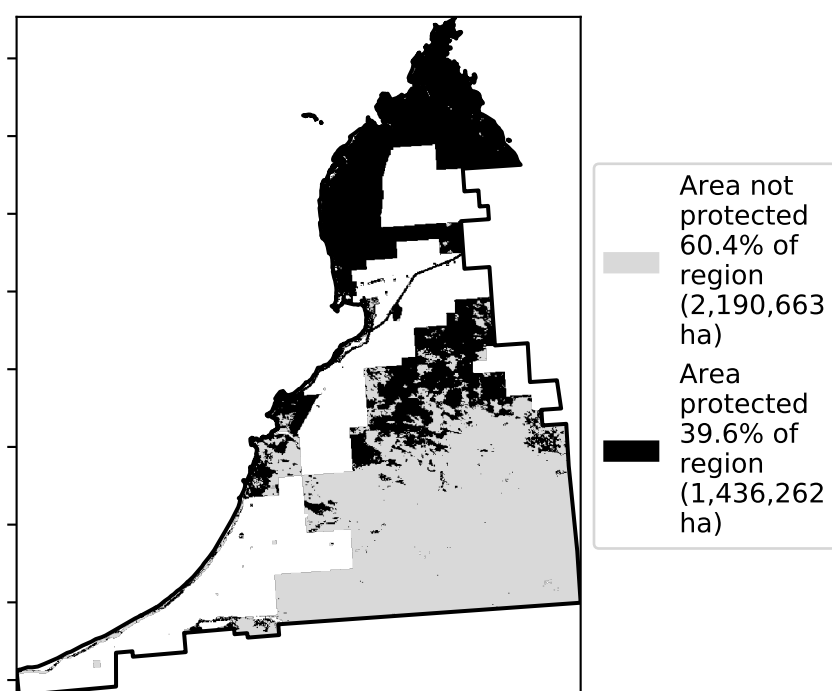 Area not
protected
60.4% of
region
(2,190,663
ha)
Area
protected
39.6% of
region
(1,436,262
ha)